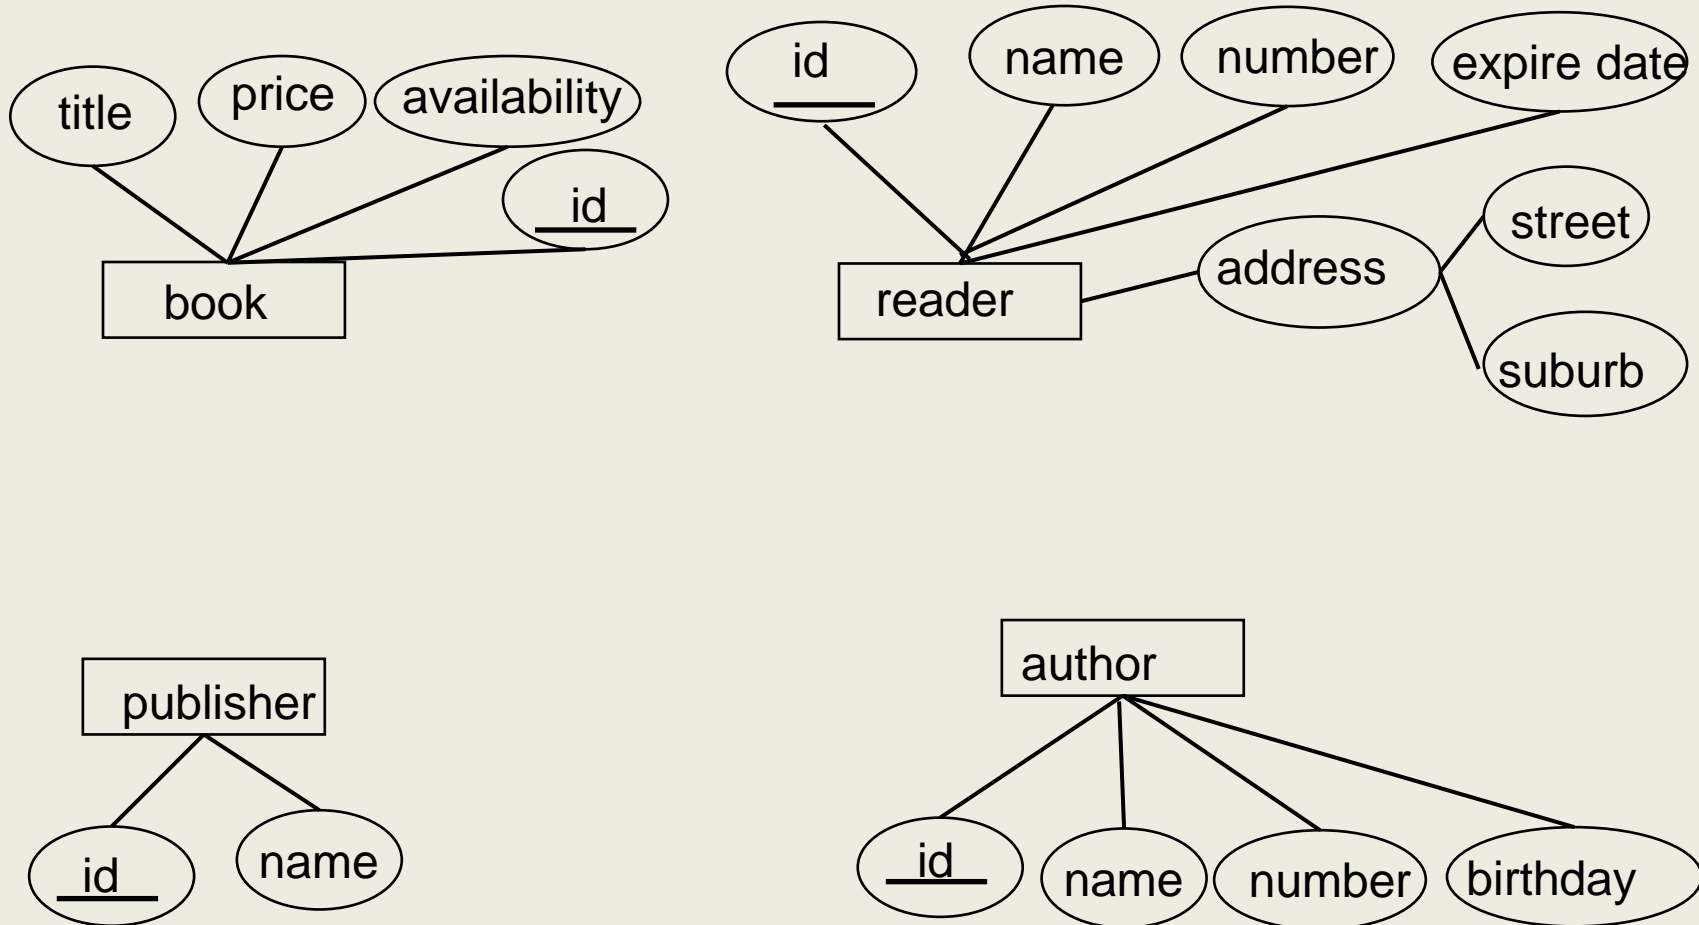 id
name
number
expire date
title
price
availability
id
street
address
book
reader
suburb
author
publisher
id
name
id
name
number
birthday